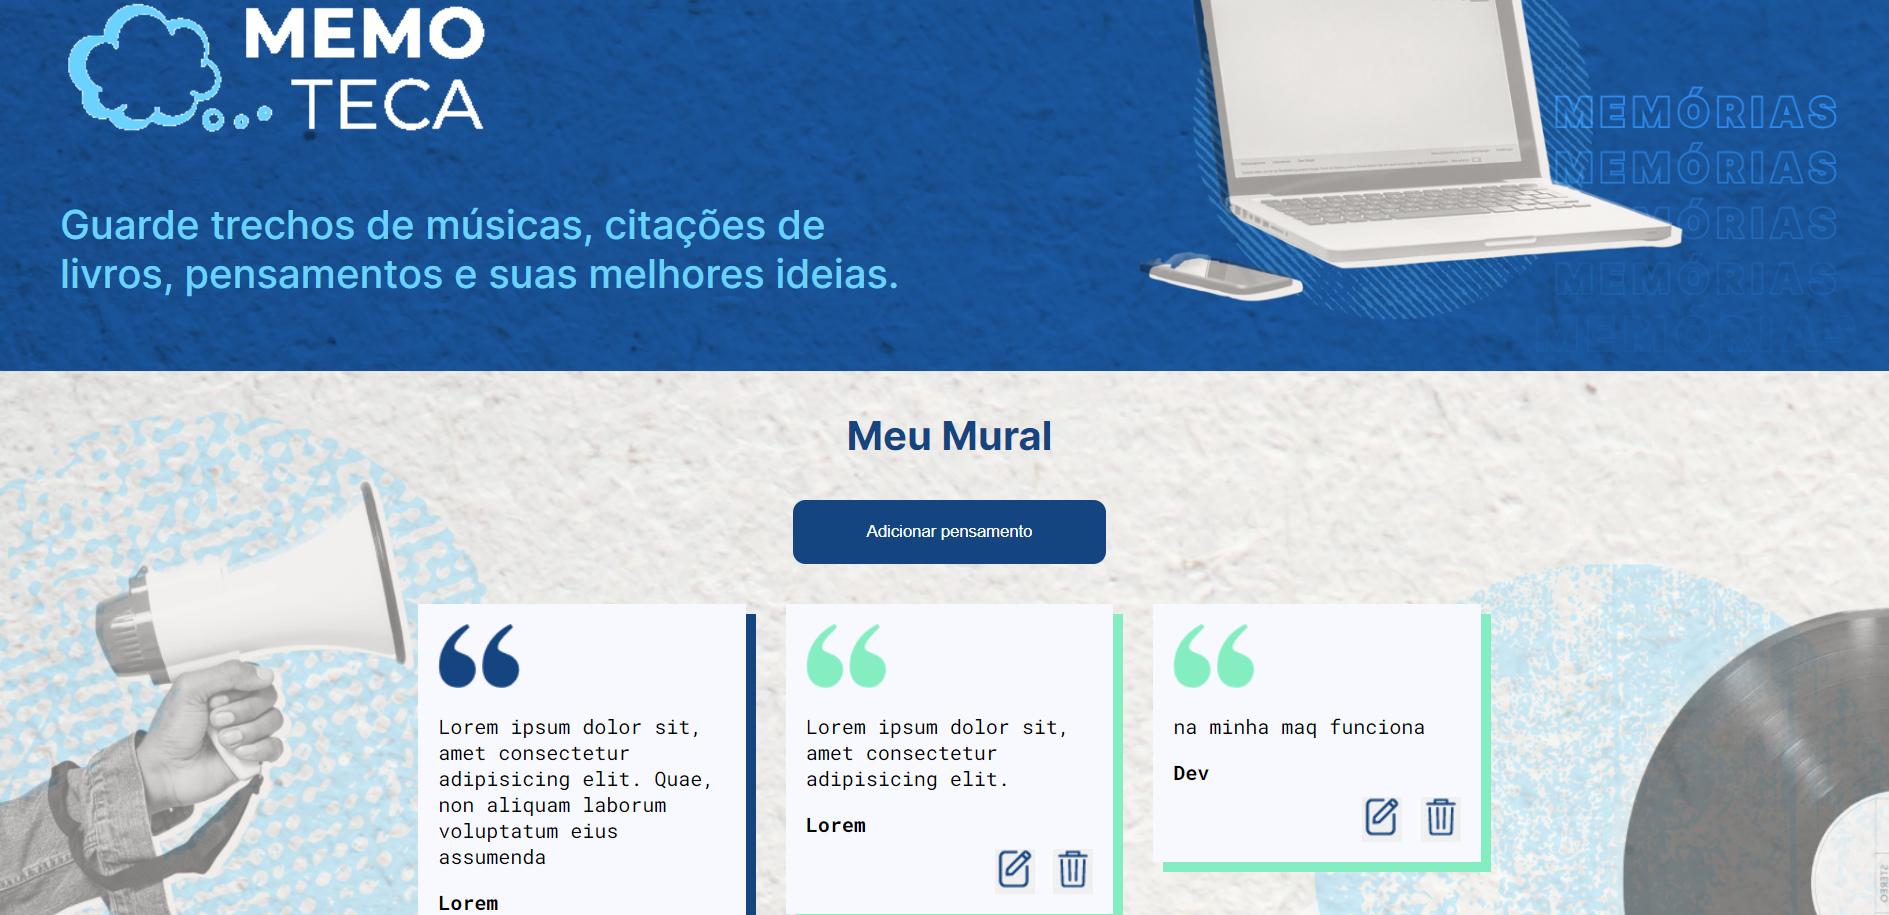 MEMO
TECA
Guarde trechos de músicas, citações de
livros, pensamentos e suas melhores ideias.
MEMÓRIAS
MEMÓRIAS
MEMÓRIAS
MEMÓRIAS
MEMÓRIAS
Meu Mural
Adicionar pensamento
Lorem ipsum dolor sit,
amet consectetur
adipisicing elit. Quae,
non aliquam laborum
voluptatum eius
assumenda
Lorem
Lorem ipsum dolor sit,
amet consectetur
adipisicing elit.
Lorem
na minha maq funciona
Dev
STEREO